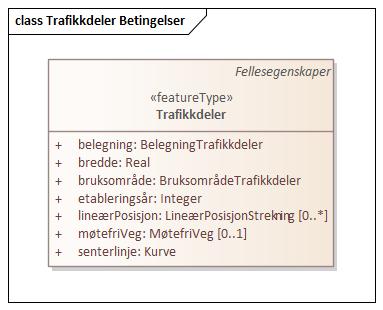 class Trafikkdeler Betingelser
Fellesegenskaper
«featureType»
Trafikkdeler
+ belegning: BelegningTrafikkdeler
+ bredde: Real
+ bruksområde: BruksområdeTrafikkdeler
+ etableringsår: Integer
+ lineærPosisjon: LineærPosisjonStrekning [0..*]
+ møtefriVeg: MøtefriVeg [0..1]
+ senterlinje: Kurve